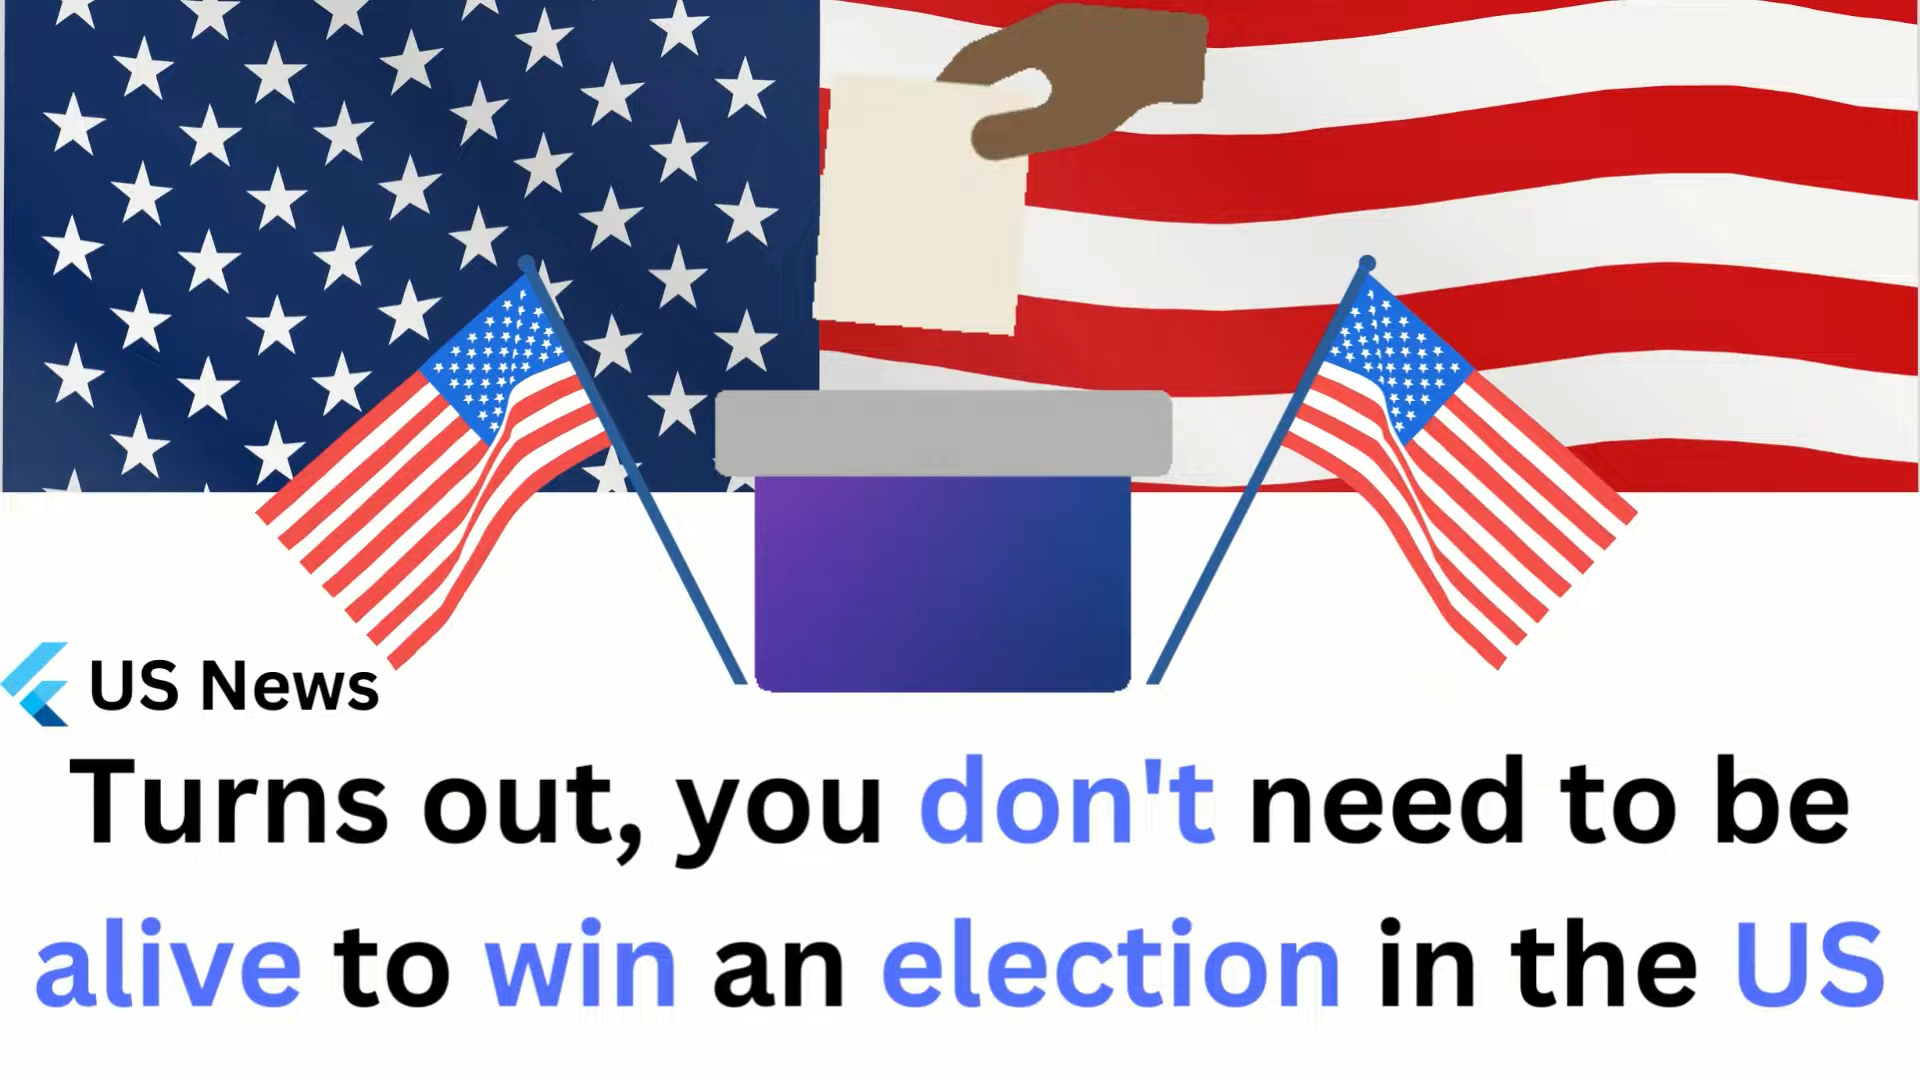 US News
Turns out, you don't need to be
alive to win an election in the US